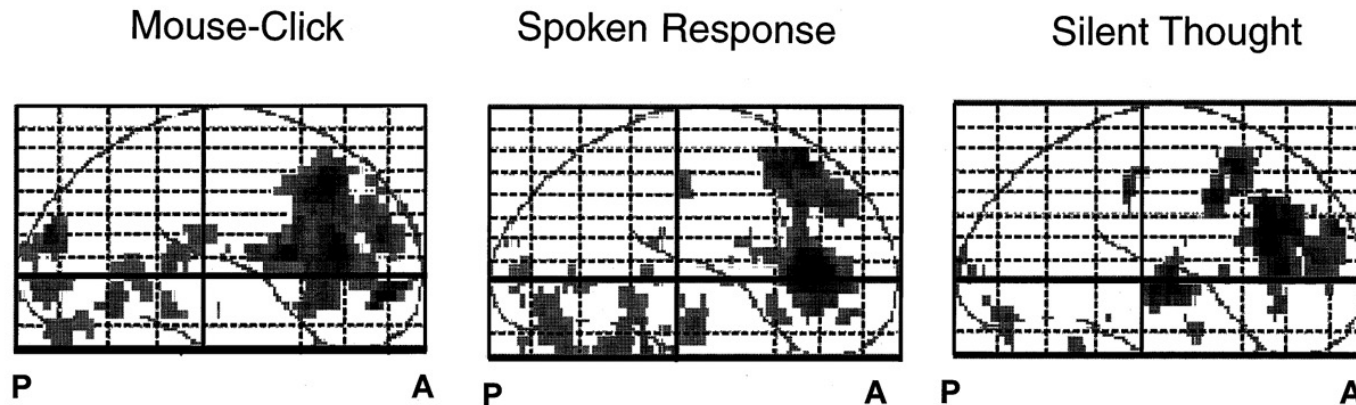 Mouse-Click
Spoken Response
Silent Thought
P A
P A
P A